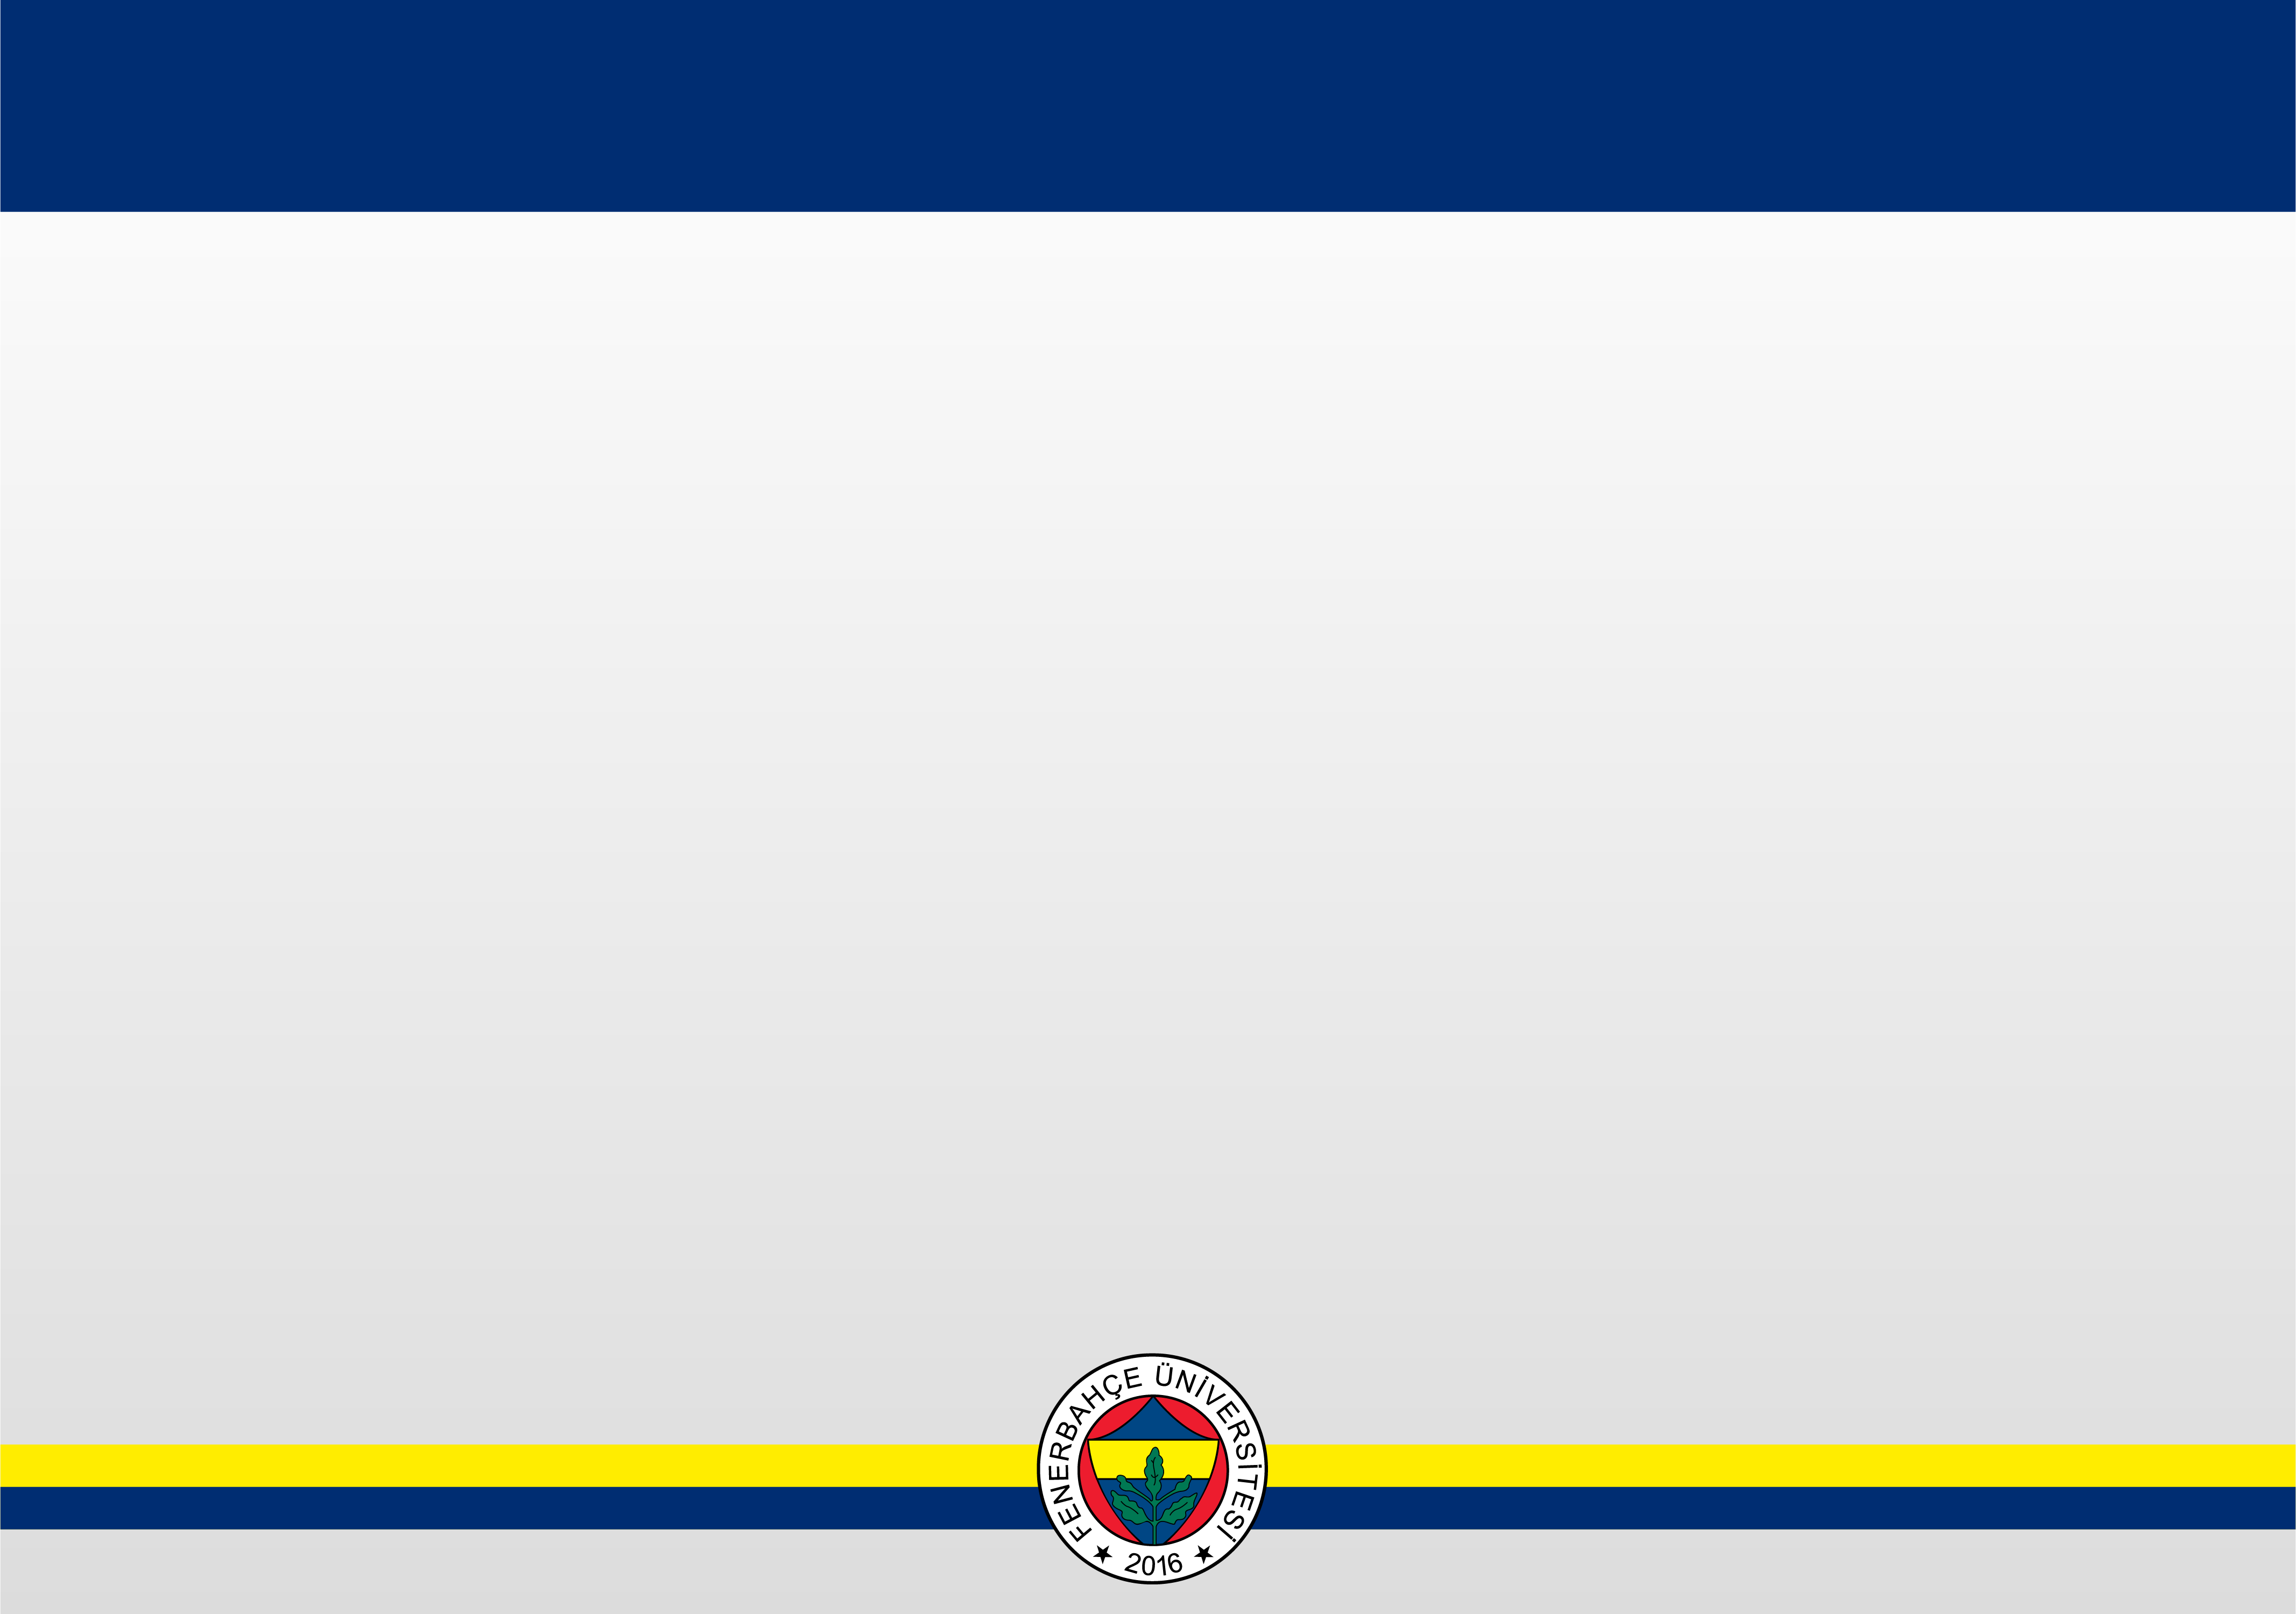 FENERBAHÇE ÜNİVERSİTESİ
★ 2016 ★